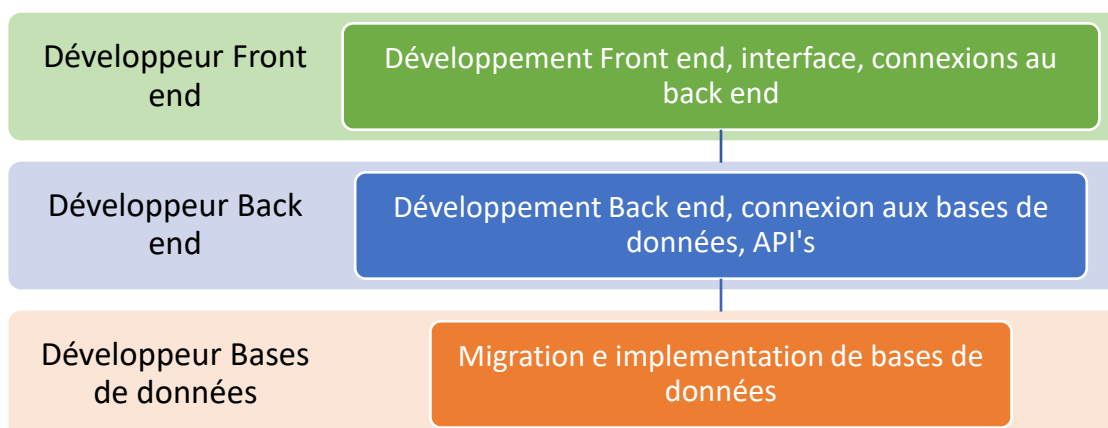 Développeur Front
end
Développement Front end, interface, connexions au
back end
Développeur Back
end
Développement Back end, connexion aux bases de
données, API's
Développeur Bases
de données
Migration e implementation de bases de
données